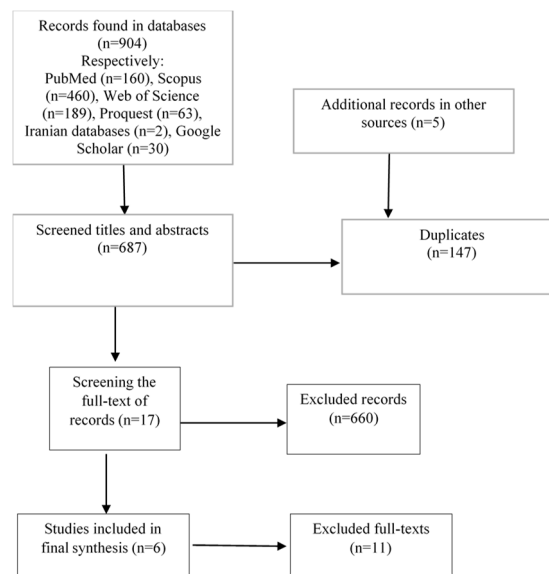 Records found in databases
(n=904)
Respectively:
PubMed (n=160), Scopus
(n=460), Web of Science
(n=189), Proquest (n=63),
Iranian databases (n=2), Google
Scholar (n=30)
Additional records in other
sources (n=5)
Screened titles and abstracts
(n=687)
Duplicates
(n=147)
Screening the
full-text of
records (n=17)
Excluded records
(n=660)
Studies included in
final synthesis (n=6)
Excluded full-texts
(n=11)